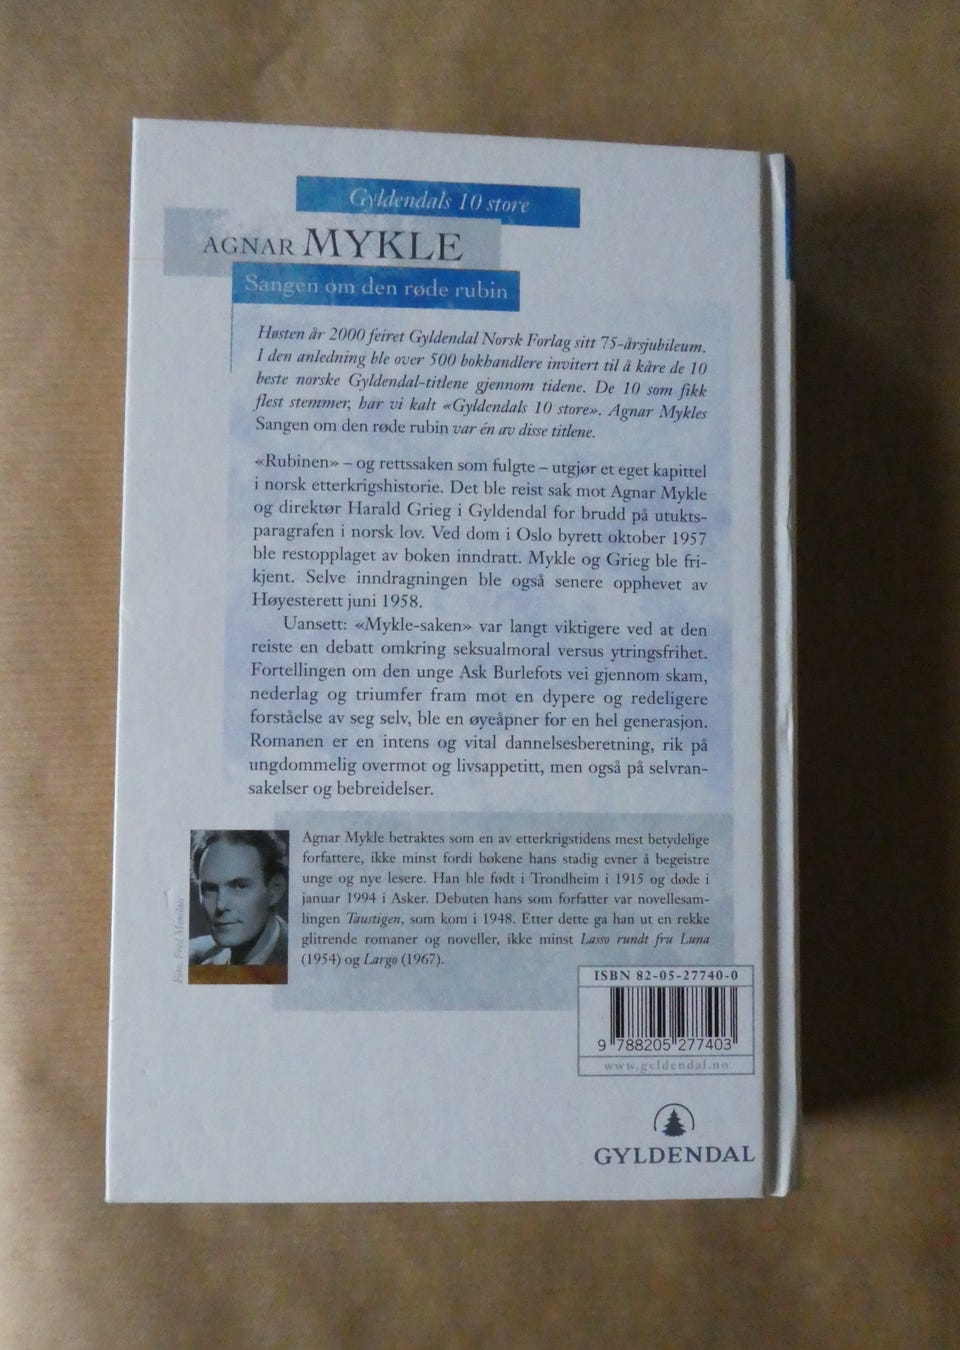 Gyldendals 10 store
AGNAR MYKLE
Sangen om den røde rubin
Høsten år 2000 feiret Gyldendal Norsk Forlag sitt 75-årsjubileum.
I den anledning ble over 500 bokhandlere invitert til å kåre de 10
beste norske Gyldendal-titlene gjennom tidene. De 10 som fikk
flest stemmer, har vi kalt «Gyldendals 10 store». Agnar Mykles
Sangen om den røde rubin var én av disse titlene.
«Rubinen» – og rettssaken som fulgte – utgjør et eget kapittel
i norsk etterkrigshistorie. Det ble reist sak mot Agnar Mykle
og direktør Harald Grieg i Gyldendal for brudd på utukts-
paragrafen i norsk lov. Ved dom i Oslo byrett oktober 1957
ble restopplaget av boken inndratt. Mykle og Grieg ble fri-
kjent. Selve inndragningen ble også senere opphevet av
Høyesterett juni 1958.
Uansett: «Mykle-saken» var langt viktigere ved at den
reiste en debatt omkring seksualmoral versus ytringsfrihet.
Fortellingen om den unge Ask Burlefots vei gjennom skam,
nederlag og triumfer fram mot en dypere og redeligere
forståelse av seg selv, ble en øyeåpner for en hel generasjon.
Romanen er en intens og vital dannelsesberetning, rik på
ungdommelig overmot og livsappetitt, men også på selvran-
sakelser og bebreidelser.
Agnar Mykle betraktes som en av etterkrigstidens mest betydelige
forfattere, ikke minst fordi bøkene hans stadig evner å begeistre
unge og nye lesere. Han ble født i Trondheim i 1915 og døde i
januar 1994 i Asker. Debuten hans som forfatter var novellesam-
lingen Taustigen, som kom i 1948. Etter dette ga han ut en rekke
glitrende romaner og noveller, ikke minst Lasso rundt fru Luna
(1954) og Largo (1967).
ISBN 82-05-27740-0
9 788205 277403
www.gyldendal.no
GYLDENDAL